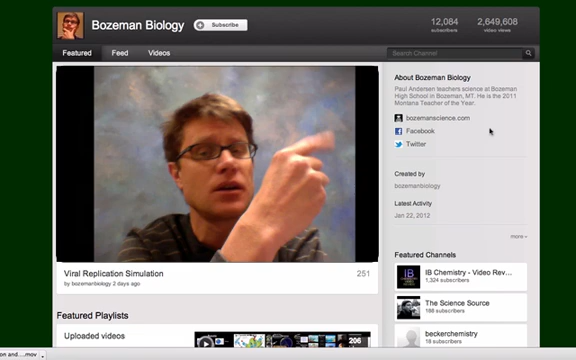 Bozeman Biology
Subscribe
12,084
subscribers
2,649,608
video views
Featured
Feed
Videos
Search Channel
About Bozeman Biology
Paul Andersen teachers science at Bozeman
High School in Bozeman, MT. He is the 2011
Montana Teacher of the Year.
bozemanscience.com
Facebook
Twitter
Created by
bozemanbiology
Latest Activity
Jan 22, 2012
more
Viral Replication Simulation
251
by bozemanbiology 2 days ago
Featured Playlists
Uploaded videos
206
Featured Channels
IB Chemistry - Video Rev...
1,324 subscribers
The Science Source
188 subscribers
beckerchemistry
18 subscribers
on and....mov